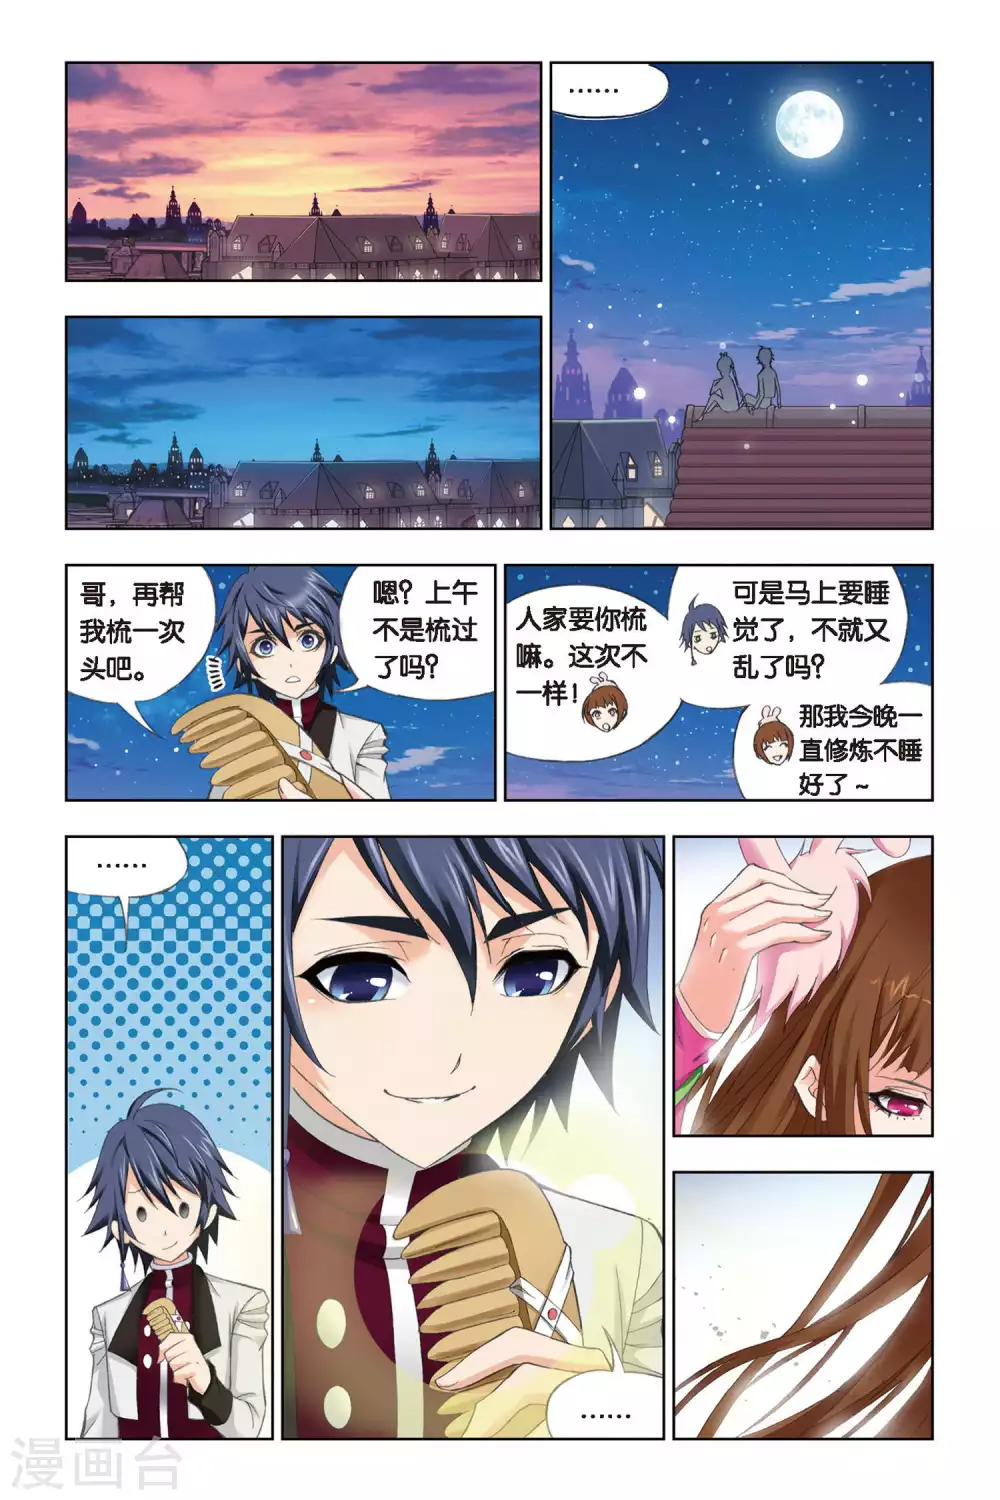 ……
哥，再帮
我梳一次
头吧。
嗯？上午
不是梳过
了吗？
人家要你梳
嘛。这次不
一样！
可是马上要睡
觉了，不就又
乱了吗？
那我今晚一
直修炼不睡
好了～
……
……
漫画台